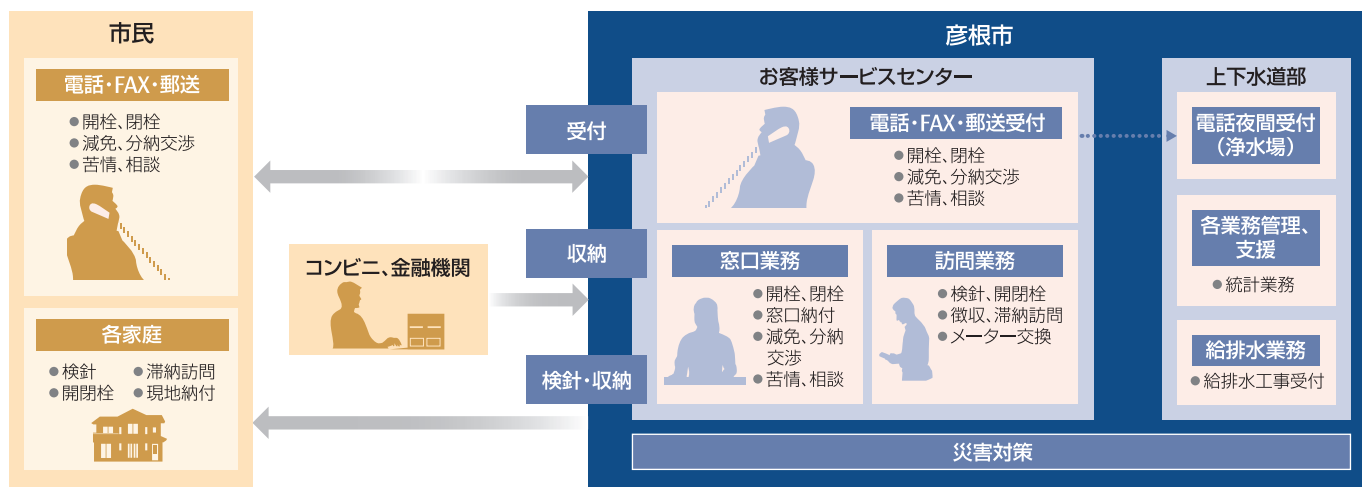 市民
電話・FAX・郵送
●開栓、閉栓
●減免、分納交渉
●苦情、相談
各家庭
●検針
●開閉栓
●滞納訪問
●現地納付
コンビニ、金融機関
受付
収納
検針・収納
彦根市
お客様サービスセンター
電話・FAX・郵送受付
●開栓、閉栓
●減免、分納交渉
●苦情、相談
窓口業務
●開栓、閉栓
●窓口納付
●減免、分納
交渉
●苦情、相談
訪問業務
●検針、開閉栓
●徴収、滞納訪問
●メーター交換
上下水道部
電話夜間受付
（浄水場）
各業務管理、
支援
●統計業務
給排水業務
●給排水工事受付
災害対策